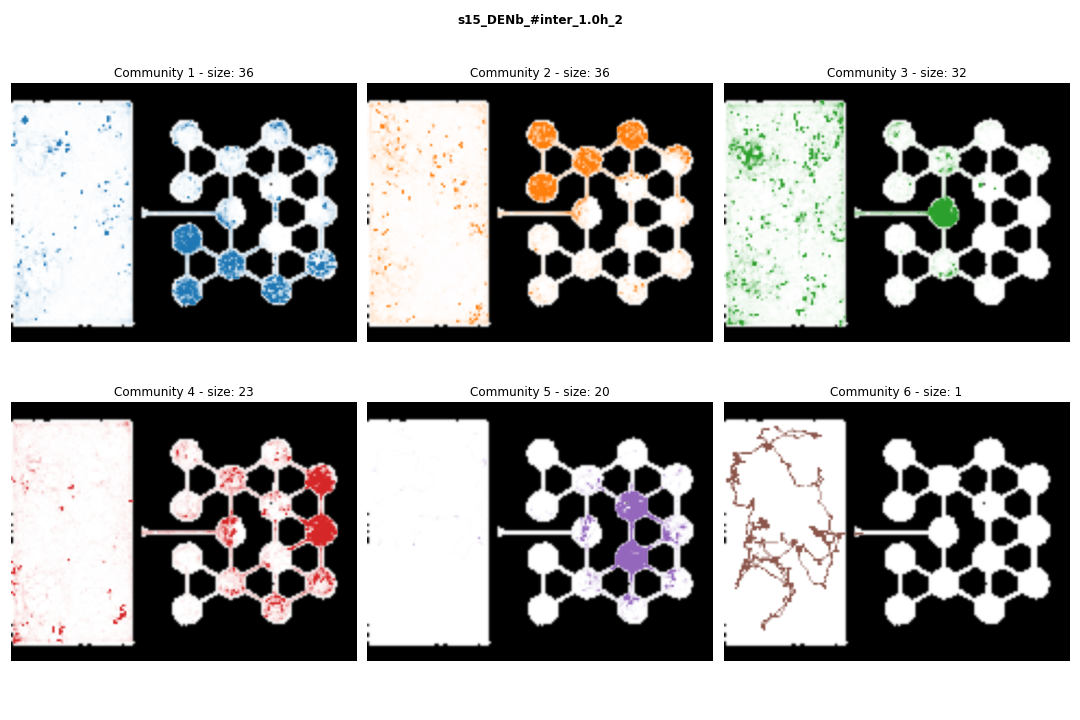 s15_DENb_#inter_1.0h_2
Community 1 - size: 36
Community 2 - size: 36
Community 3 - size: 32
Community 4 - size: 23
Community 5 - size: 20
Community 6 - size: 1